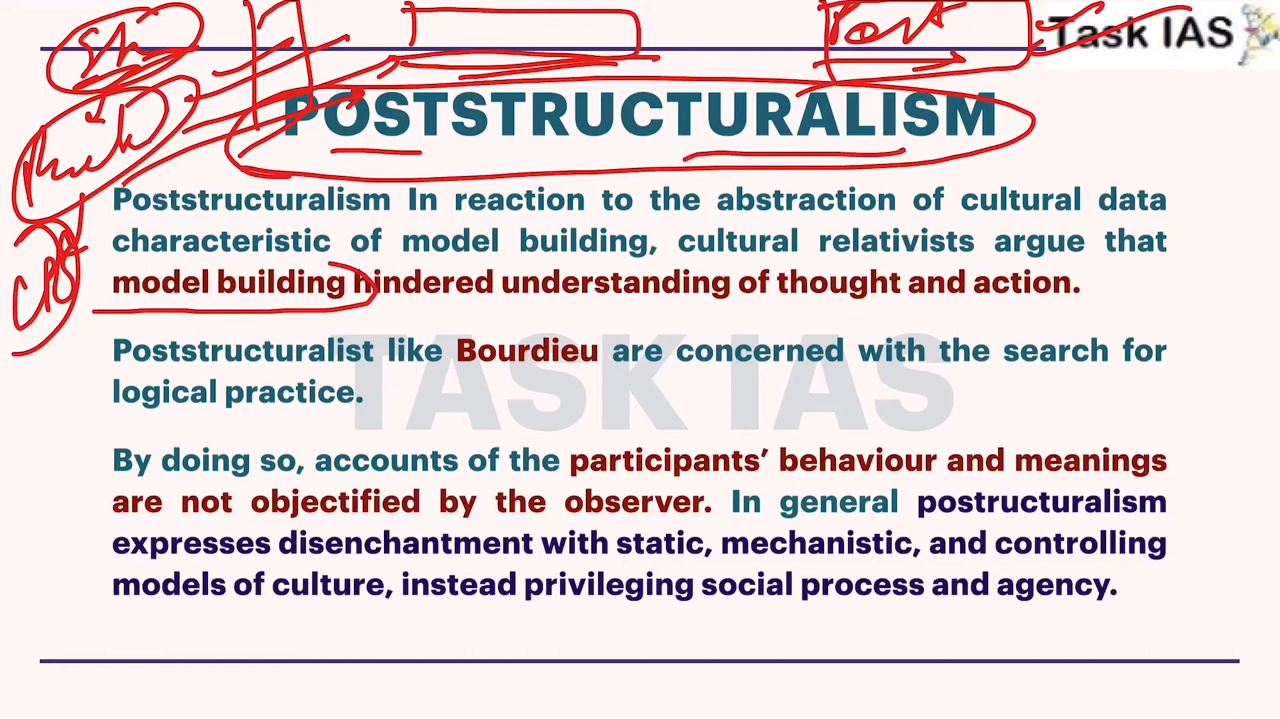 Post
Task IAS
POSTSTRUCTURALISM
Poststructuralism In reaction to the abstraction of cultural data
characteristic of model building, cultural relativists argue that
model building hindered understanding of thought and action.
Poststructuralist like Bourdieu are concerned with the search for
logical practice.
TASK IAS
By doing so, accounts of the participants’ behaviour and meanings
are not objectified by the observer. In general postructuralism
expresses disenchantment with static, mechanistic, and controlling
models of culture, instead privileging social process and agency.